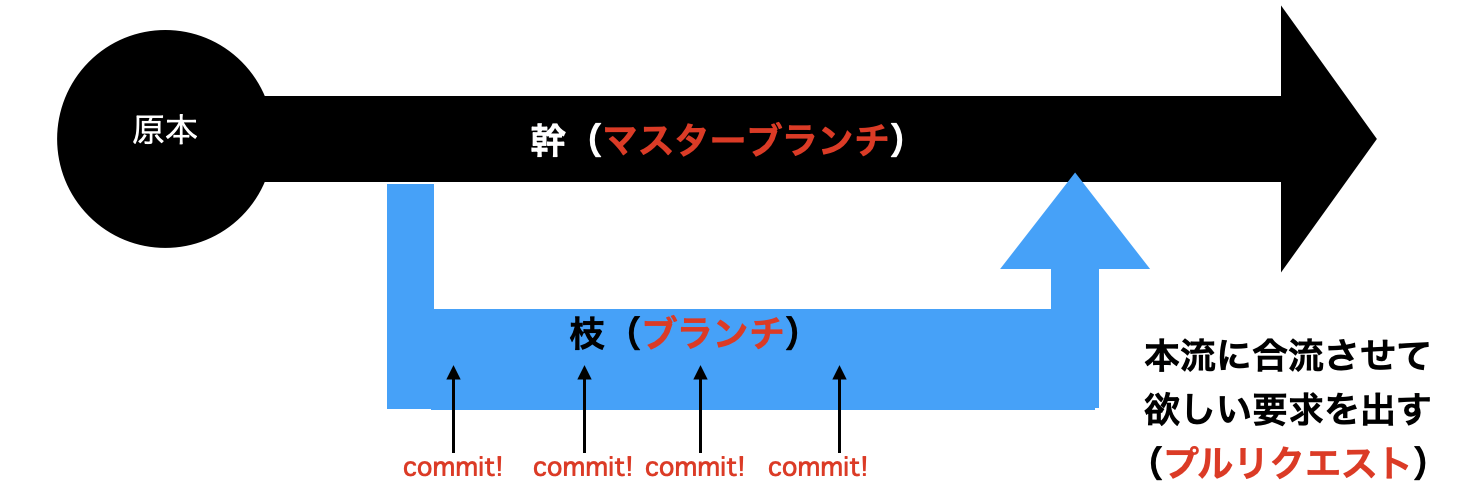 原本
幹（マスターブランチ）
枝（ブランチ）
commit! commit! commit! commit!
本流に合流させて
欲しい要求を出す
（プルリクエスト）